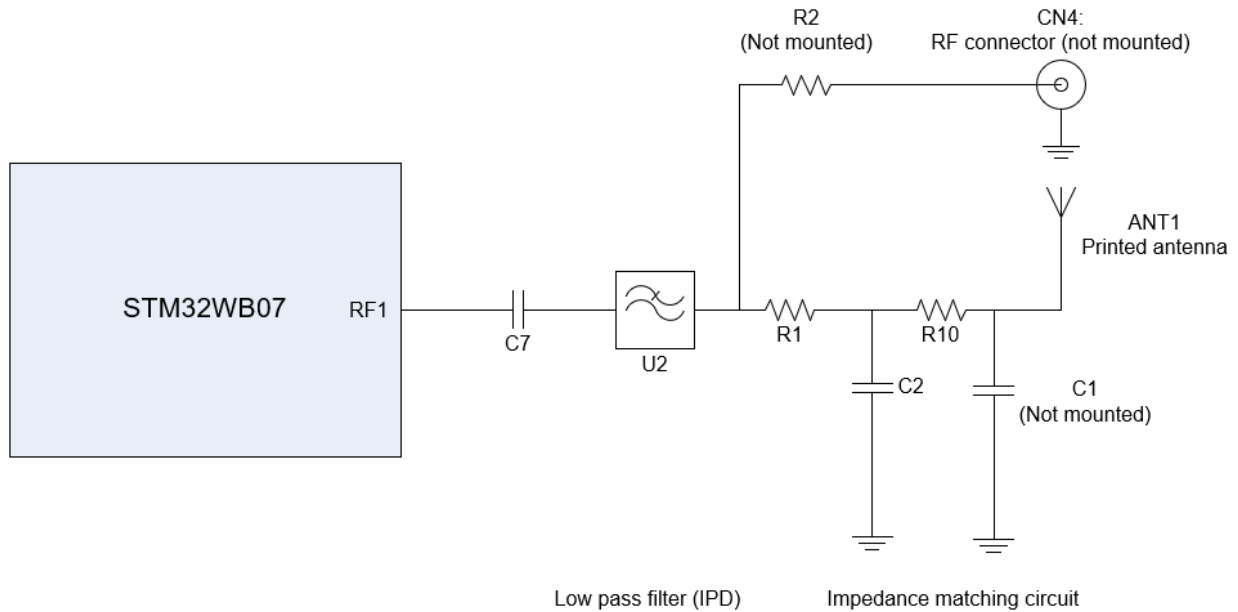 R2
(Not mounted)
CN4:
RF connector (not mounted)
ANT1
Printed antenna
STM32WB07
RF1
C7
U2
R1
R10
C2
C1
(Not mounted)
Low pass filter (IPD)
Impedance matching circuit